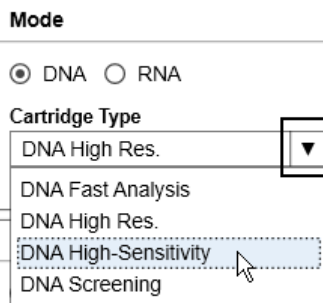 Mode
DNA RNA
Cartridge Type
DNA High Res.
DNA Fast Analysis
DNA High Res.
DNA High-Sensitivity
DNA Screening